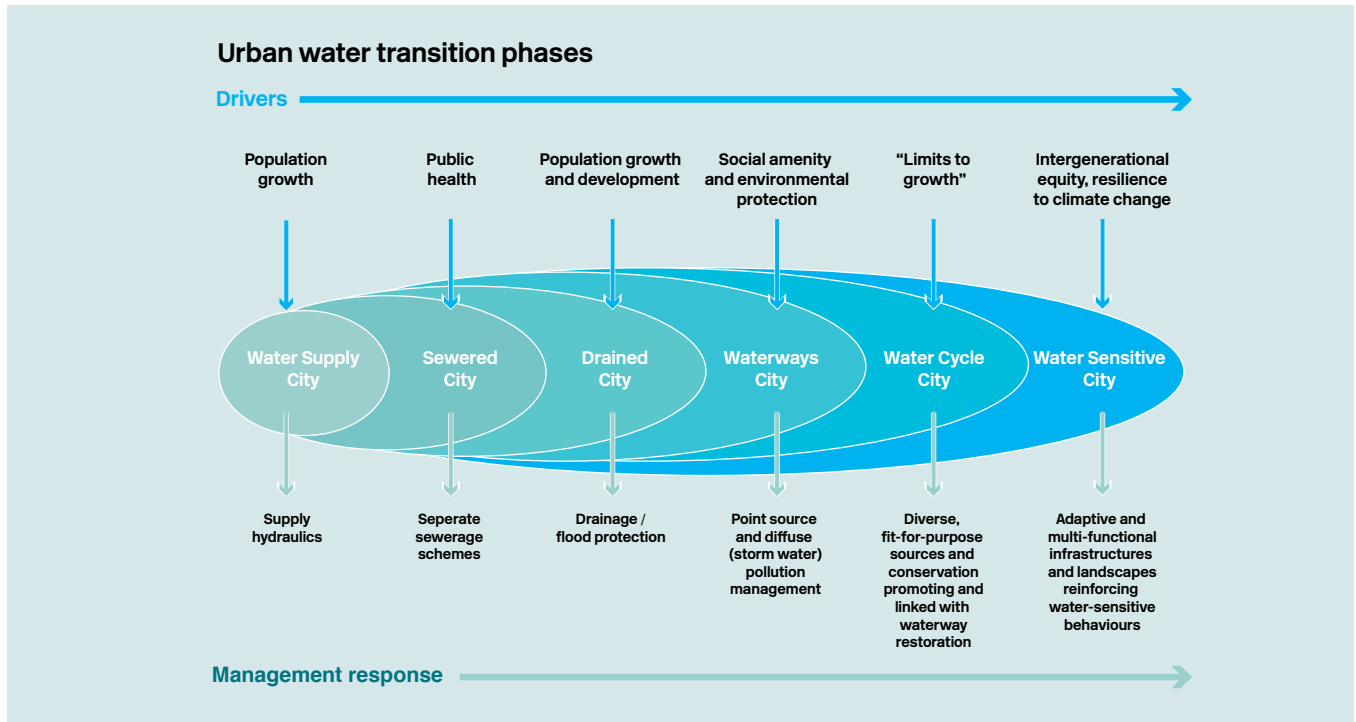 Urban water transition phases
Drivers
Population
growth
Public
health
Population growth
and development
Social amenity
and environmental
protection
“Limits to
growth”
Intergenerational
equity, resilience
to climate change
Water Supply
City
Sewered
City
Drained
City
Waterways
City
Water Cycle
City
Water Sensitive
City
Supply
hydraulics
Seperate
sewerage
schemes
Drainage /
flood protection
Point source
and diffuse
(storm water)
pollution
management
Diverse,
fit-for-purpose
sources and
conservation
promoting and
linked with
waterway
restoration
Adaptive and
multi-functional
infrastructures
and landscapes
reinforcing
water-sensitive
behaviours
Management response